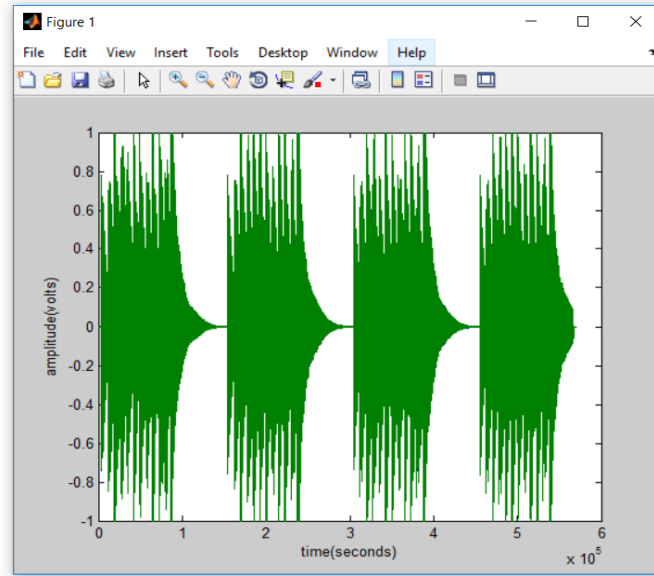 Figure 1
File Edit View Insert Tools Desktop Window Help
1
0.8
0.6
0.4
0.2
0
-0.2
-0.4
-0.6
-0.8
-1
amplitude(volts)
0 1 2 3 4 5 6
time(seconds)
x 10^5